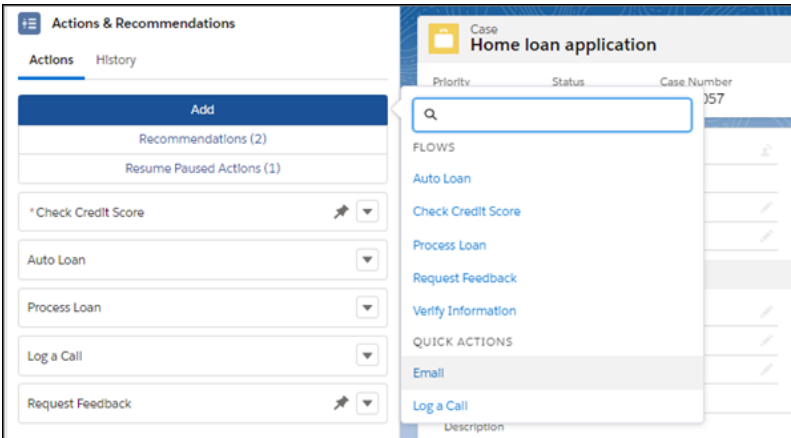 Actions & Recommendations
Actions History
Add
Recommendations (2)
Resume Paused Actions (1)
*Check Credit Score
Auto Loan
Process Loan
Log a Call
Request Feedback
Case
Home loan application
Priority Status Case Number
057
FLOWS
Auto Loan
Check Credit Score
Process Loan
Request Feedback
Verify Information
QUICK ACTIONS
Email
Log a Call
Description